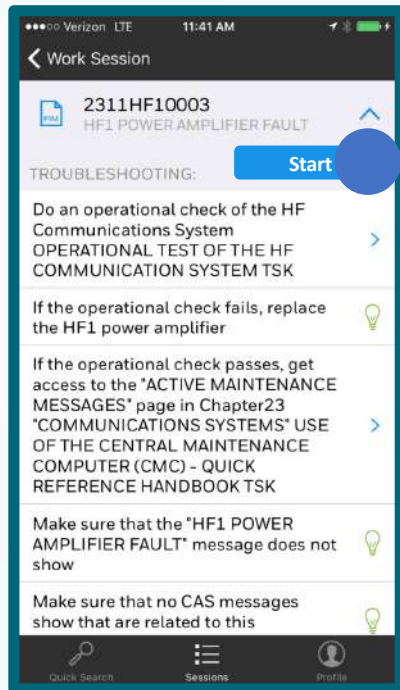 Verizon LTE 11:41 AM
Work Session
2311HF10003
HF1 POWER AMPLIFIER FAULT
Start
TROUBLESHOOTING:
Do an operational check of the HF
Communications System
OPERATIONAL TEST OF THE HF
COMMUNICATION SYSTEM TSK
If the operational check fails, replace
the HF1 power amplifier
If the operational check passes, get
access to the "ACTIVE MAINTENANCE
MESSAGES" page in Chapter23
"COMMUNICATIONS SYSTEMS" USE
OF THE CENTRAL MAINTENANCE
COMPUTER (CMC) - QUICK
REFERENCE HANDBOOK TSK
Make sure that the "HF1 POWER
AMPLIFIER FAULT" message does not
show
Make sure that no CAS messages
show that are related to this
Quick Search Sessions Profile